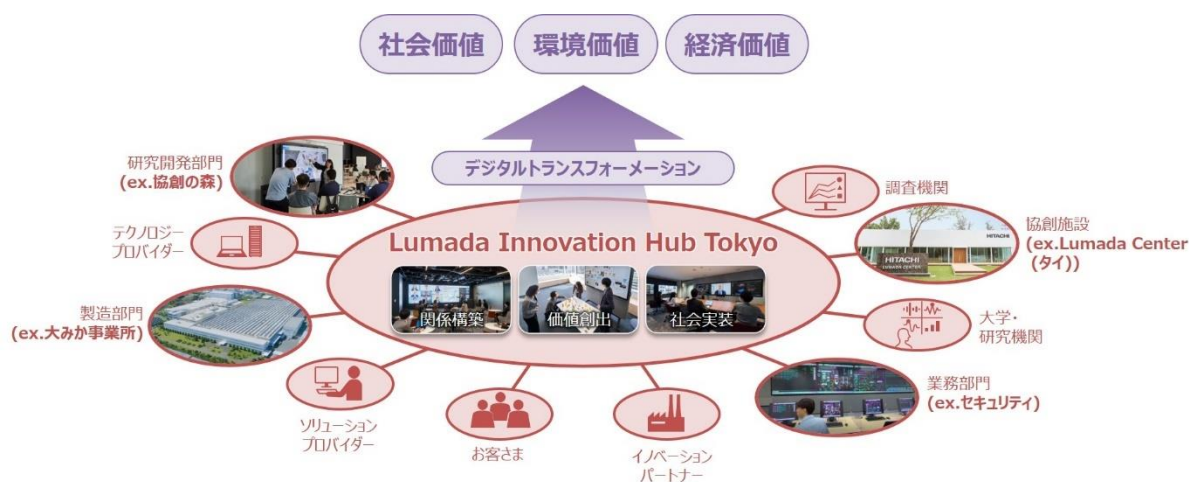 社会価値
環境価値
経済価値
デジタルトランスフォーメーション
研究開発部門
(ex.協創の森)
テクノロジー
プロバイダー
製造部門
(ex.大みか事業所)
ソリューション
プロバイダー
お客さま
イノベーション
パートナー
業務部門
(ex.セキュリティ)
大学・
研究機関
協創施設
(ex.Lumada Center
(タイ))
調査機関
HITACHI
HITACHI
LUMADA CENTER
Lumada Innovation Hub Tokyo
関係構築
価値創出
社会実装